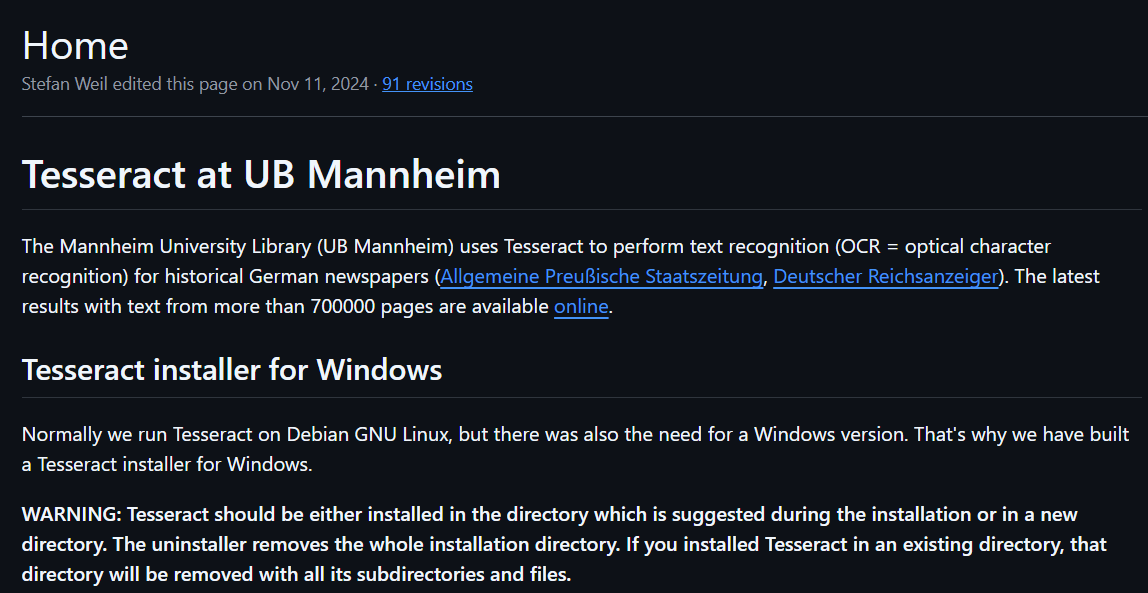 Home
Stefan Weil edited this page on Nov 11, 2024 · 91 revisions
Tesseract at UB Mannheim
The Mannheim University Library (UB Mannheim) uses Tesseract to perform text recognition (OCR = optical character
recognition) for historical German newspapers (Allgemeine Preußische Staatszeitung, Deutscher Reichsanzeiger). The latest
results with text from more than 700000 pages are available online.
Tesseract installer for Windows
Normally we run Tesseract on Debian GNU Linux, but there was also the need for a Windows version. That's why we have built
a Tesseract installer for Windows.
WARNING: Tesseract should be either installed in the directory which is suggested during the installation or in a new
directory. The uninstaller removes the whole installation directory. If you installed Tesseract in an existing directory, that
directory will be removed with all its subdirectories and files.